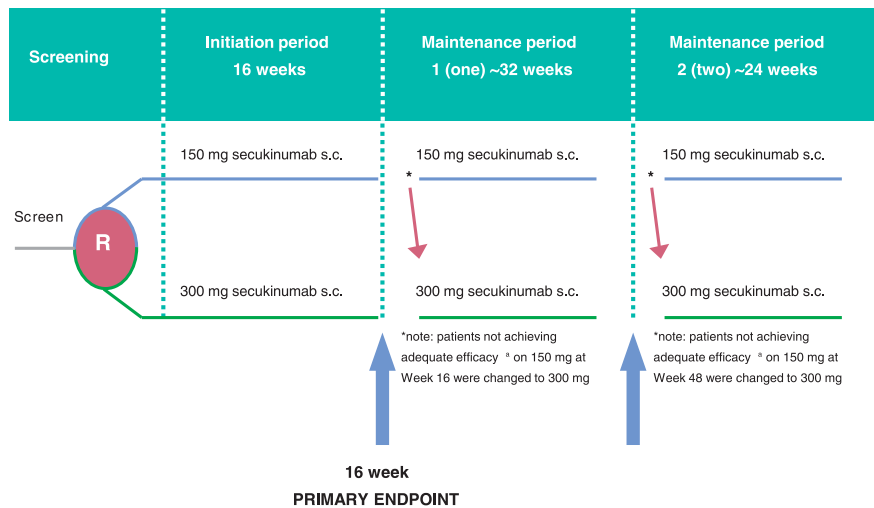 Screening
Initiation period
16 weeks
Maintenance period
1 (one) ~32 weeks
Maintenance period
2 (two) ~24 weeks
150 mg secukinumab s.c.
150 mg secukinumab s.c.
150 mg secukinumab s.c.
*
*
Screen
R
300 mg secukinumab s.c.
300 mg secukinumab s.c.
300 mg secukinumab s.c.
*note: patients not achieving
adequate efficacy a on 150 mg at
Week 16 were changed to 300 mg
*note: patients not achieving
adequate efficacy a on 150 mg at
Week 48 were changed to 300 mg
16 week
PRIMARY ENDPOINT